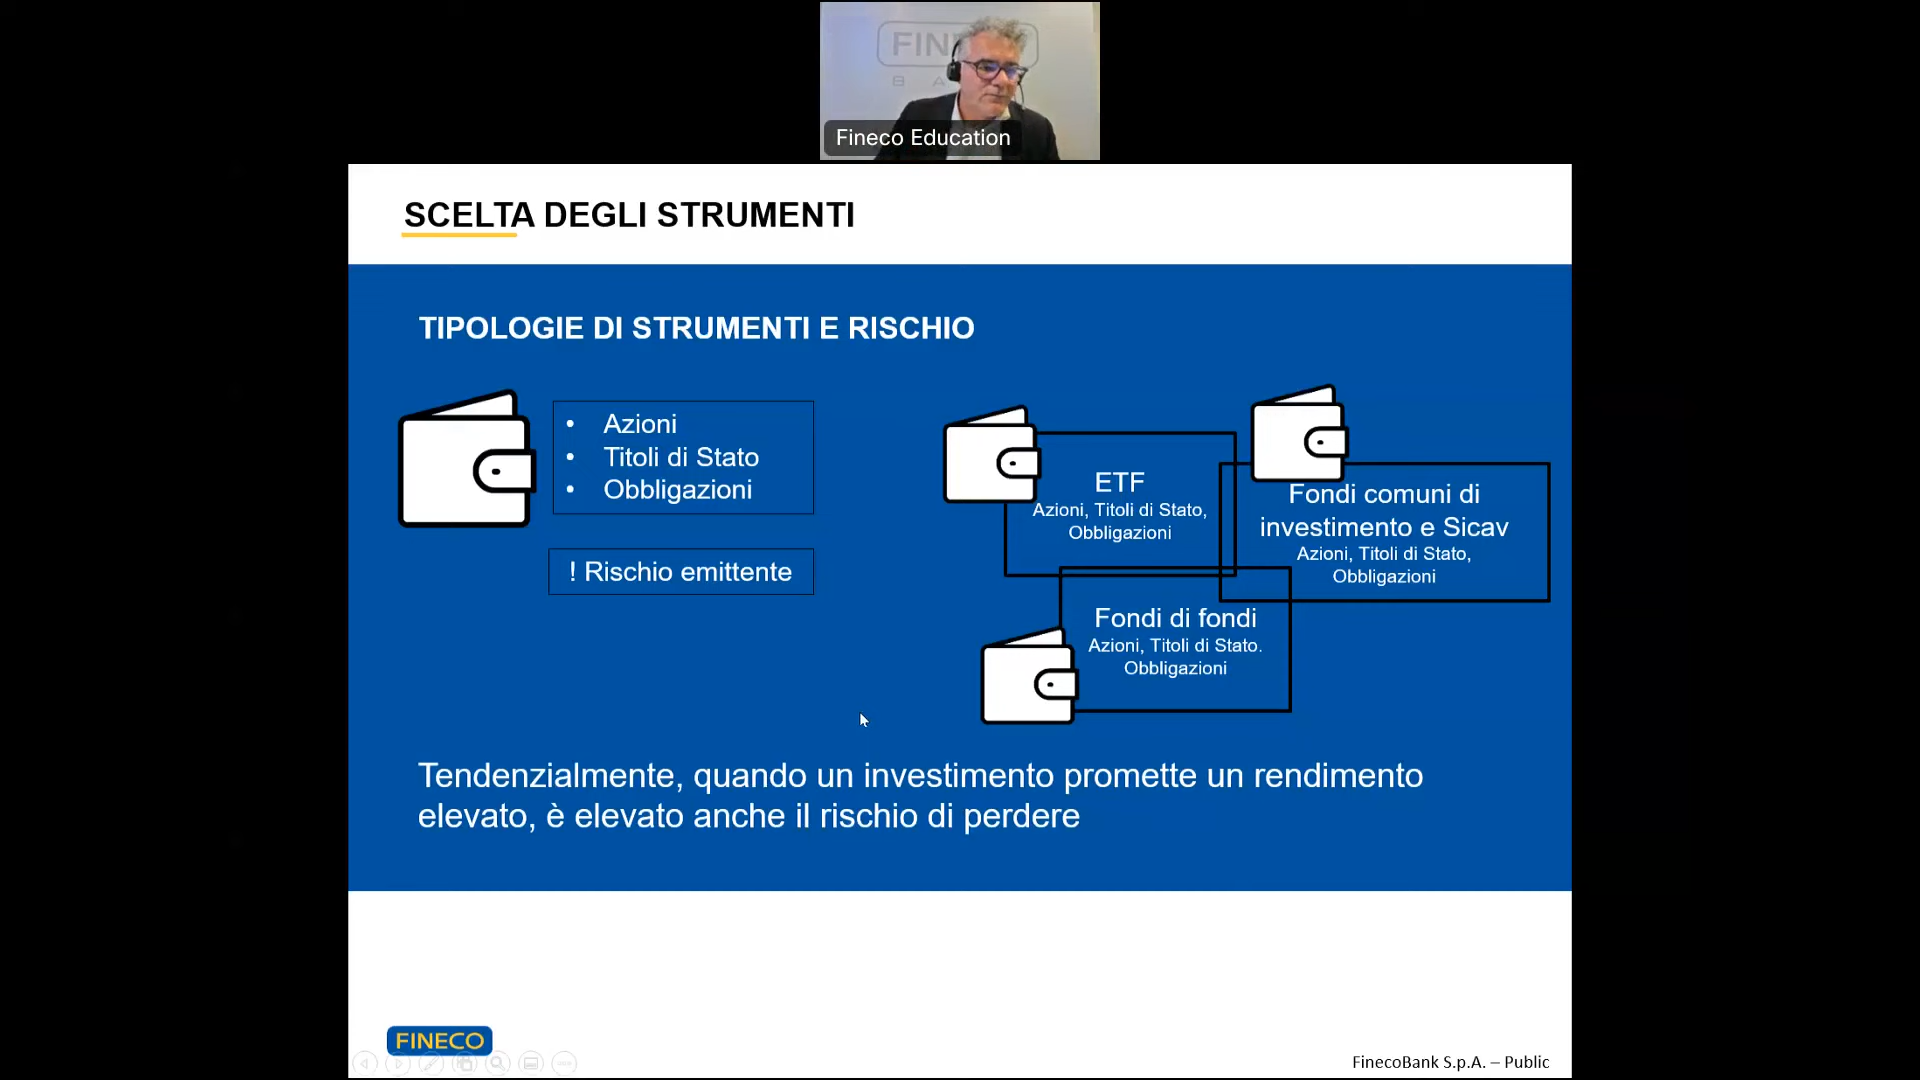 FIN
B A
Fineco Education
SCELTA DEGLI STRUMENTI
TIPOLOGIE DI STRUMENTI E RISCHIO
• Azioni
• Titoli di Stato
• Obbligazioni
! Rischio emittente
ETF
Azioni, Titoli di Stato,
Obbligazioni
Fondi comuni di
investimento e Sicav
Azioni, Titoli di Stato,
Obbligazioni
Fondi di fondi
Azioni, Titoli di Stato.
Obbligazioni
Tendenzialmente, quando un investimento promette un rendimento
elevato, è elevato anche il rischio di perdere
FINECO
FinecoBank S.p.A. – Public